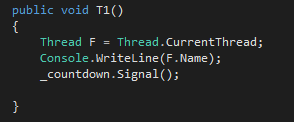 public void T1()
{
Thread F = Thread.CurrentThread;
Console.WriteLine(F.Name);
_countdown.Signal();
}